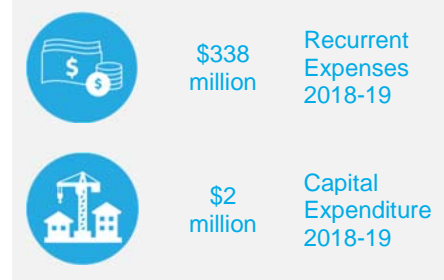 $338
million
Recurrent
Expenses
2018-19
$2
million
Capital
Expenditure
2018-19